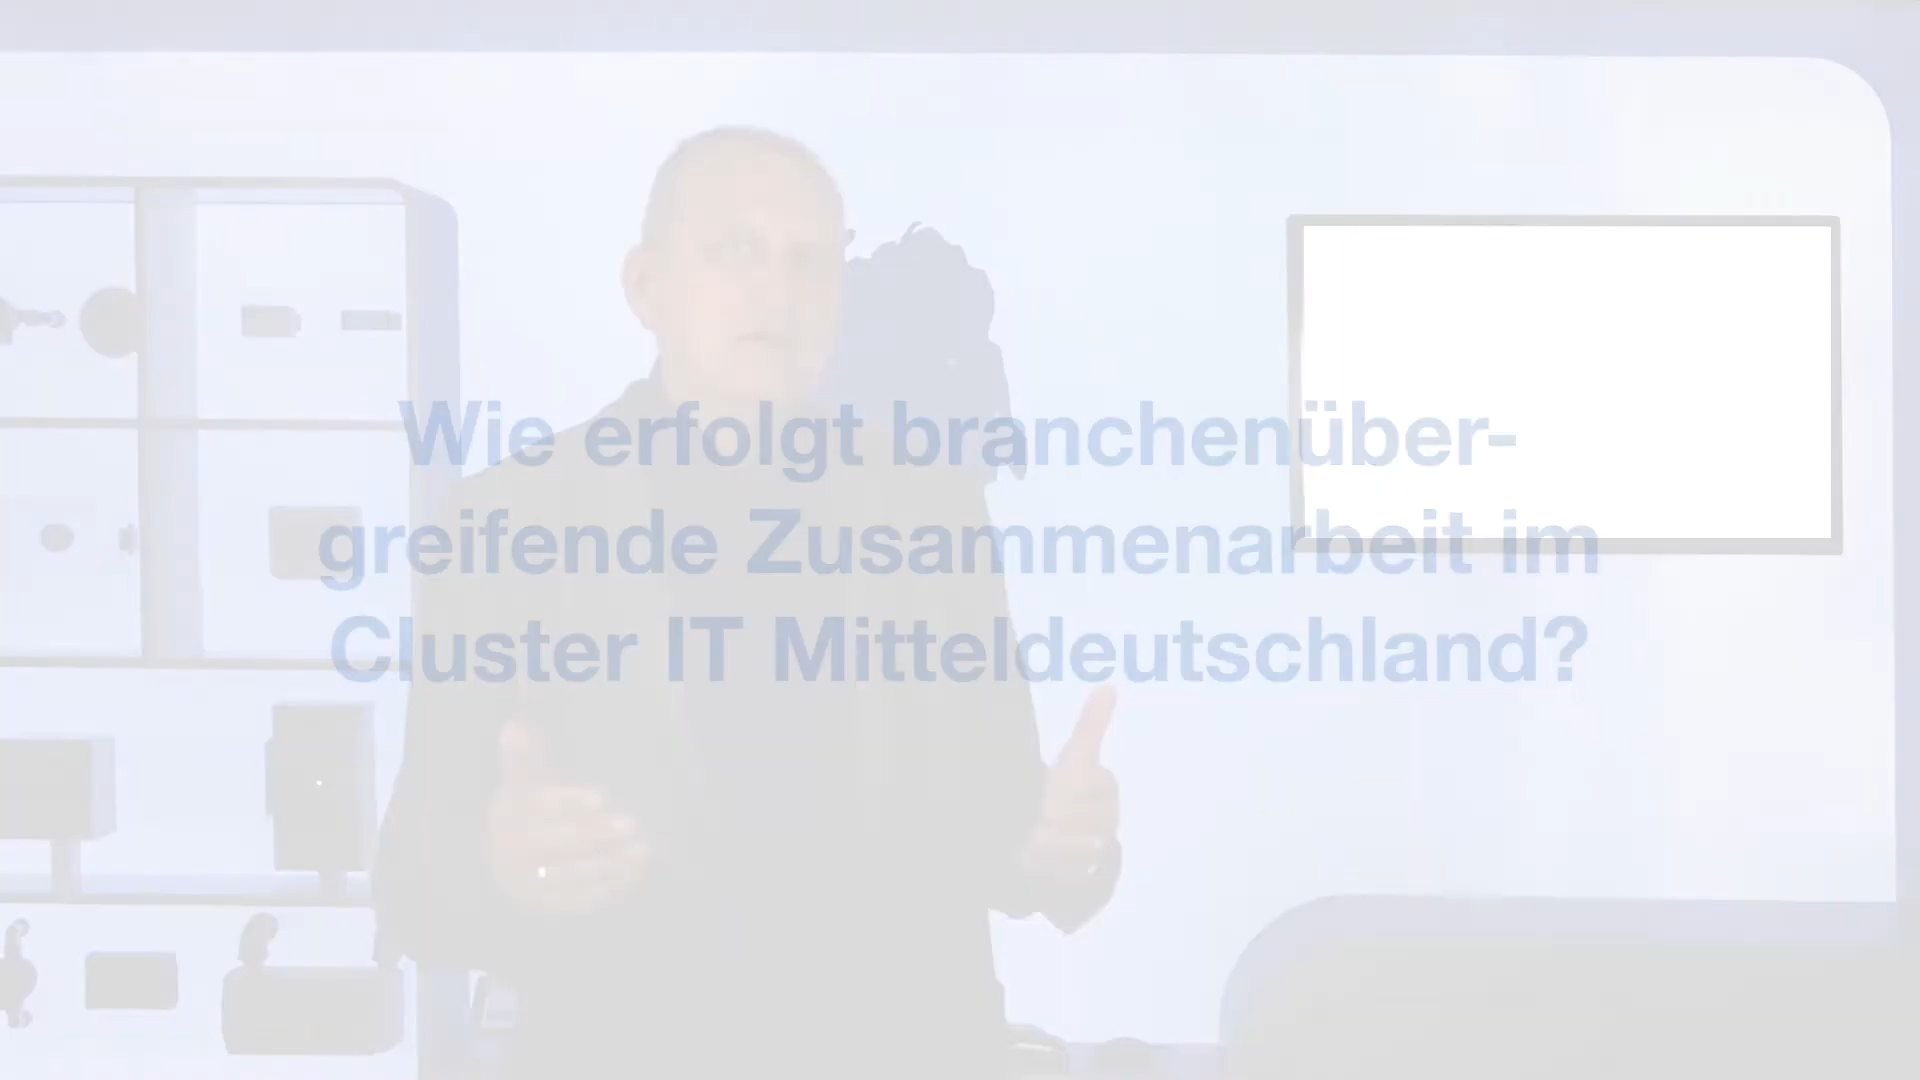 Wie erfolgt branchenüber-
greifende Zusammenarbeit im
Cluster IT Mitteldeutschland?